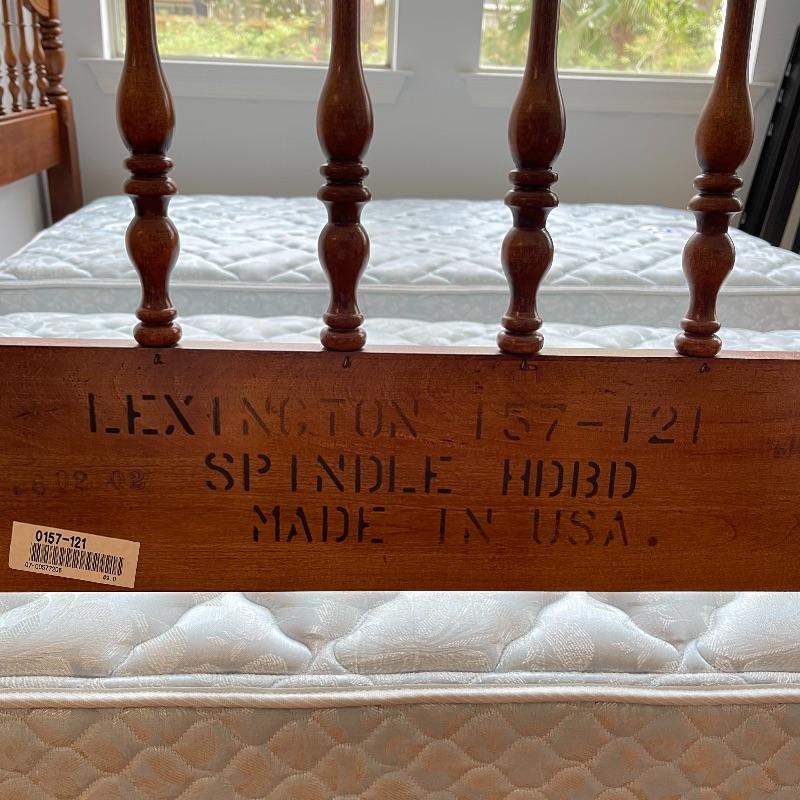 LEXINGTON 157-121
SPINDLE HDBD
MADE IN USA.
0157-121